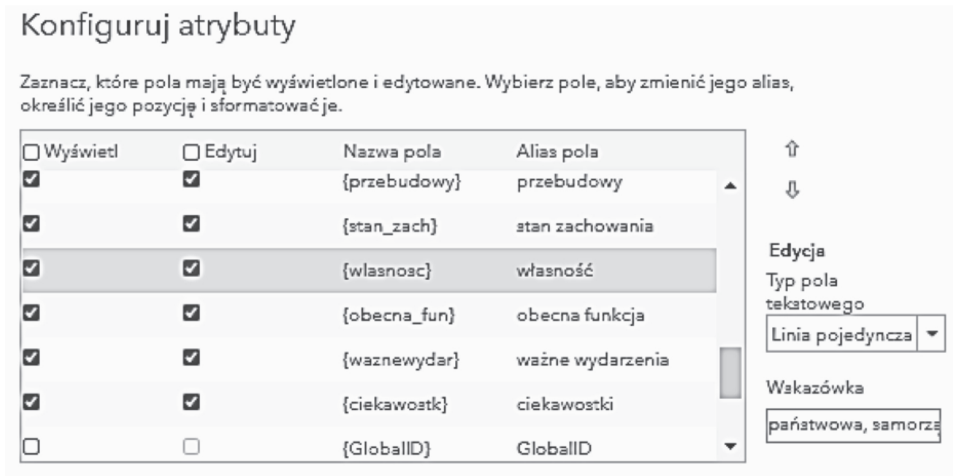 Konfiguruj atrybuty
Zaznacz, które pola mają być wyświetlone i edytowane. Wybierz pole, aby zmienić jego alias,
określić jego pozycję i sformatować je.
Wyświetl Edytuj Nazwa pola Alias pola
{przebudowy} przebudowy
{stan_zach} stan zachowania
{wlasnosc} własność
{obecna_fun} obecna funkcja
{waznewydar} ważne wydarzenia
{ciekawostk} ciekawostki
{GlobalID} GlobalID
Edycja
Typ pola
tekstowego
Linia pojedyncza
Wskazówka
państwowa, samorzą